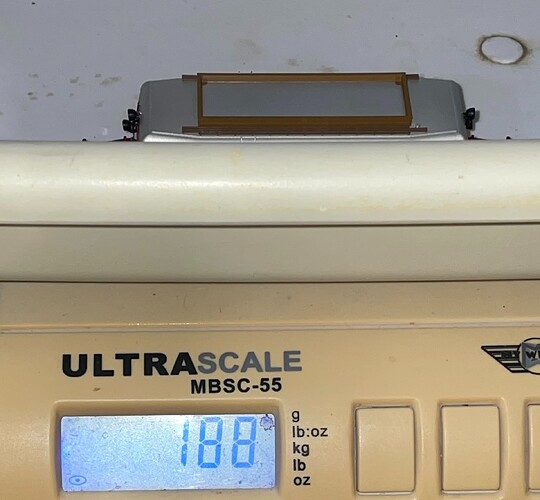 ULTRASCALE
MBSC-55
188
g
lb:oz
kg
lb
oz